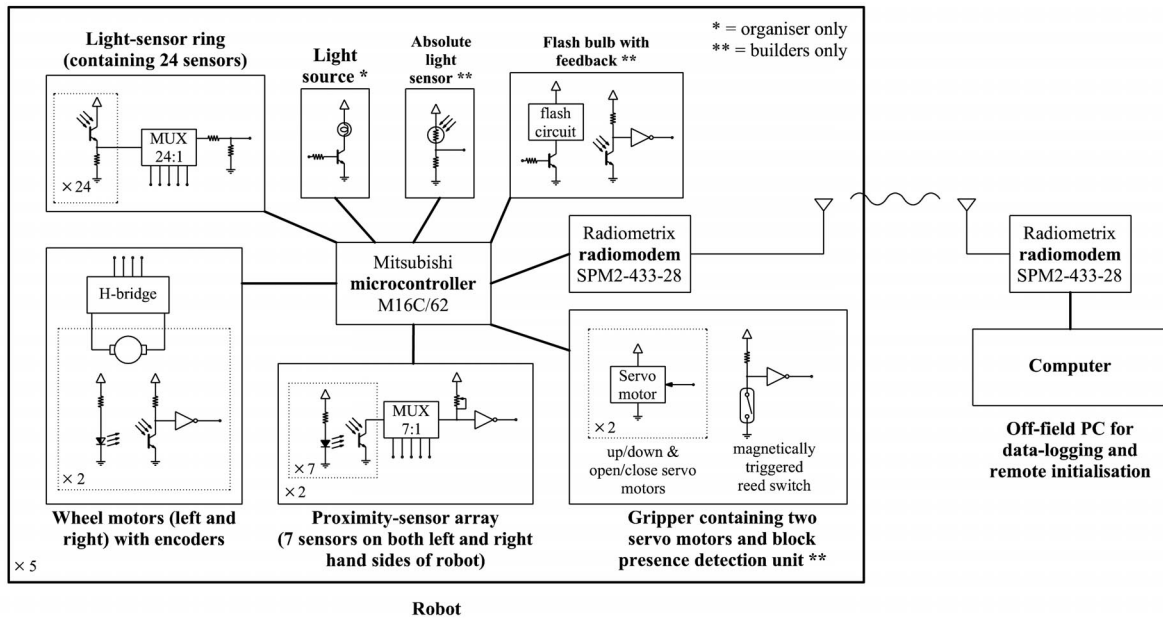 * = organiser only
** = builders only
Light-sensor ring
(containing 24 sensors)
MUX
24:1
× 24
Light
source *
Absolute
light
sensor **
Flash bulb with
feedback **
flash
circuit
Mitsubishi
microcontroller
M16C/62
Radiometrix
radiomodem
SPM2-433-28
Radiometrix
radiomodem
SPM2-433-28
Computer
Off-field PC for
data-logging and
remote initialisation
H-bridge
× 2
Wheel motors (left and
right) with encoders
MUX
7:1
× 7
× 2
Proximity-sensor array
(7 sensors on both left and right
hand sides of robot)
Servo
motor
× 2
up/down &
open/close servo
motors
magnetically
triggered
reed switch
Gripper containing two
servo motors and block
presence detection unit **
× 5
Robot